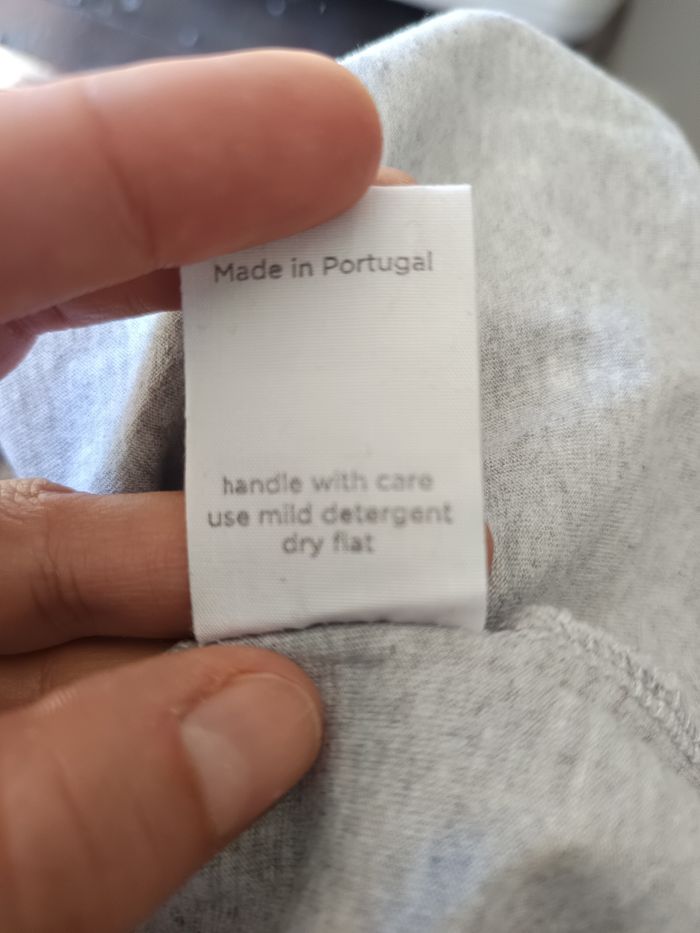 Made in Portugal
handle with care
use mild detergent
dry flat